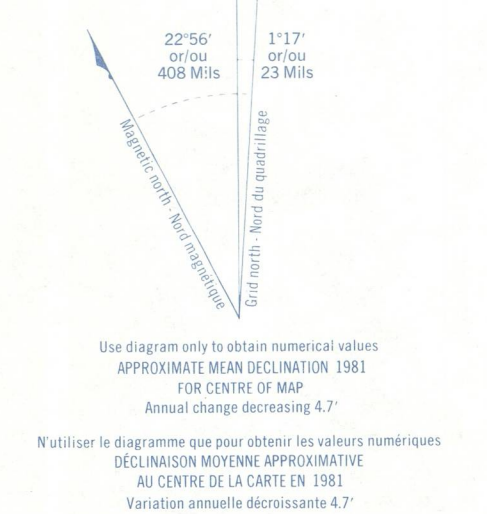 22°56′
or/ou
408 Mils
1°17′
or/ou
23 Mils
Magnetic north - Nord magnétique
Grid north - Nord du quadrillage
Use diagram only to obtain numerical values
APPROXIMATE MEAN DECLINATION 1981
FOR CENTRE OF MAP
Annual change decreasing 4.7′
N'utiliser le diagramme que pour obtenir les valeurs numériques
DÉCLINAISON MOYENNE APPROXIMATIVE
AU CENTRE DE LA CARTE EN 1981
Variation annuelle décroissante 4.7′